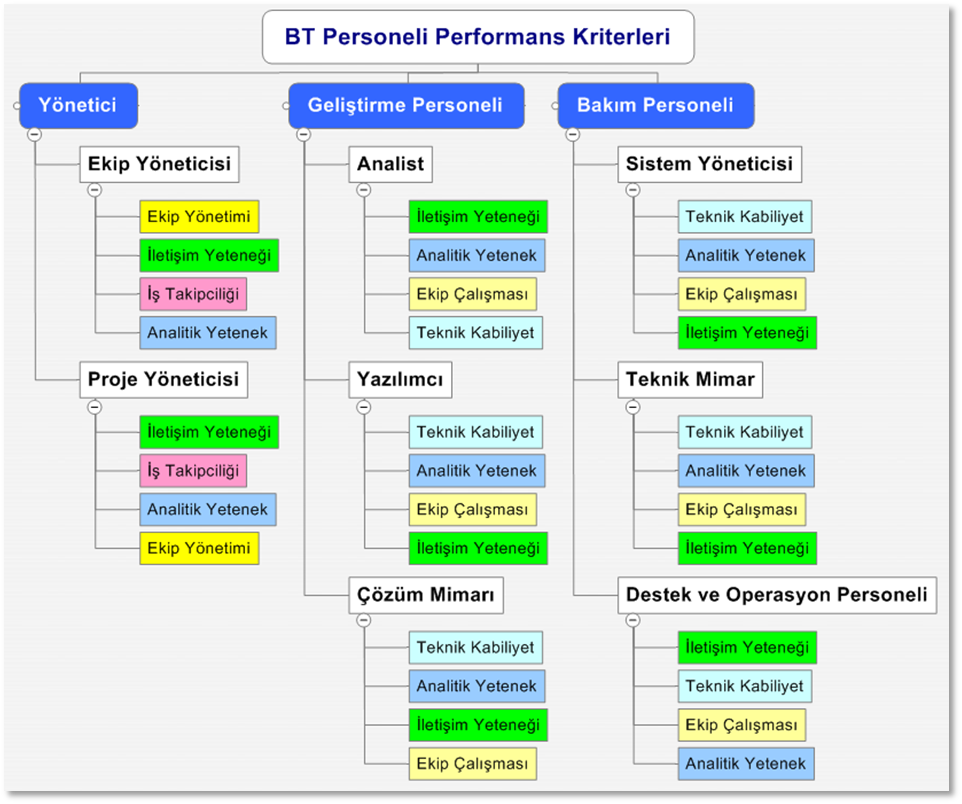 BT Personeli Performans Kriterleri
Yönetici
Ekip Yöneticisi
Ekip Yönetimi
İletişim Yeteneği
İş Takipciliği
Analitik Yetenek
Proje Yöneticisi
İletişim Yeteneği
İş Takipciliği
Analitik Yetenek
Ekip Yönetimi
Geliştirme Personeli
Analist
İletişim Yeteneği
Analitik Yetenek
Ekip Çalışması
Teknik Kabiliyet
Yazılımcı
Teknik Kabiliyet
Analitik Yetenek
Ekip Çalışması
İletişim Yeteneği
Çözüm Mimarı
Teknik Kabiliyet
Analitik Yetenek
İletişim Yeteneği
Ekip Çalışması
Bakım Personeli
Sistem Yöneticisi
Teknik Kabiliyet
Analitik Yetenek
Ekip Çalışması
İletişim Yeteneği
Teknik Mimar
Teknik Kabiliyet
Analitik Yetenek
Ekip Çalışması
İletişim Yeteneği
Destek ve Operasyon Personeli
İletişim Yeteneği
Teknik Kabiliyet
Ekip Çalışması
Analitik Yetenek